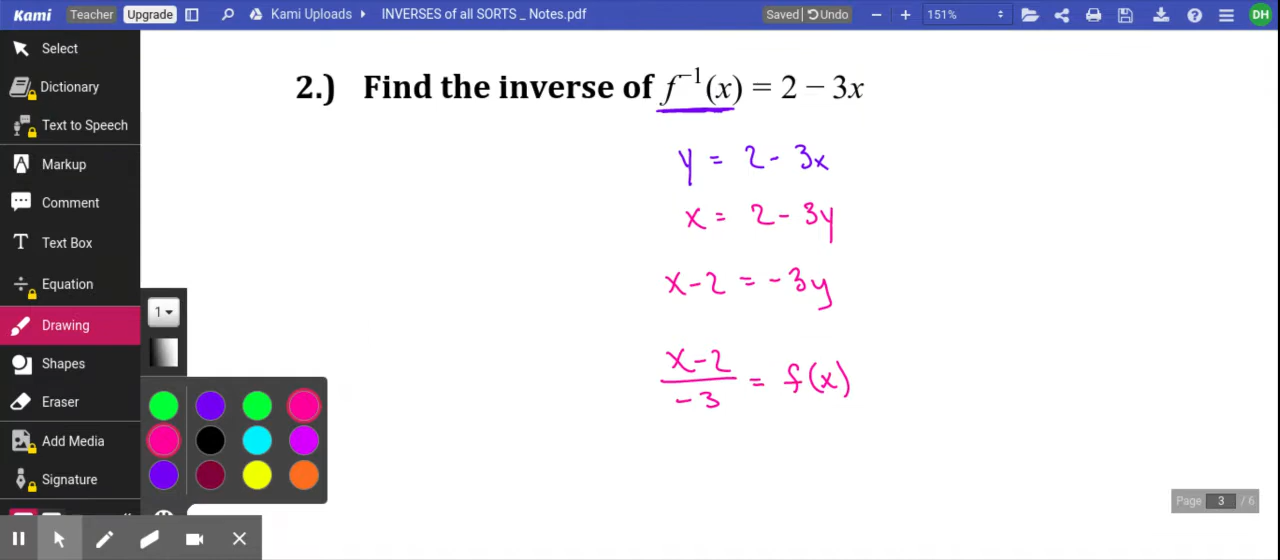 Kami Teacher Upgrade Kami Uploads > INVERSES of all SORTS _ Notes.pdf Saved Undo − + 151% DH
Select
Dictionary
Text to Speech
Markup
Comment
Text Box
Equation
Drawing
Shapes
Eraser
Add Media
Signature
1
2.) Find the inverse of f⁻¹(x) = 2 − 3x
y = 2 - 3x
x = 2 - 3y
x - 2 = -3y
x - 2
-3
= f(x)
Page 3 / 6